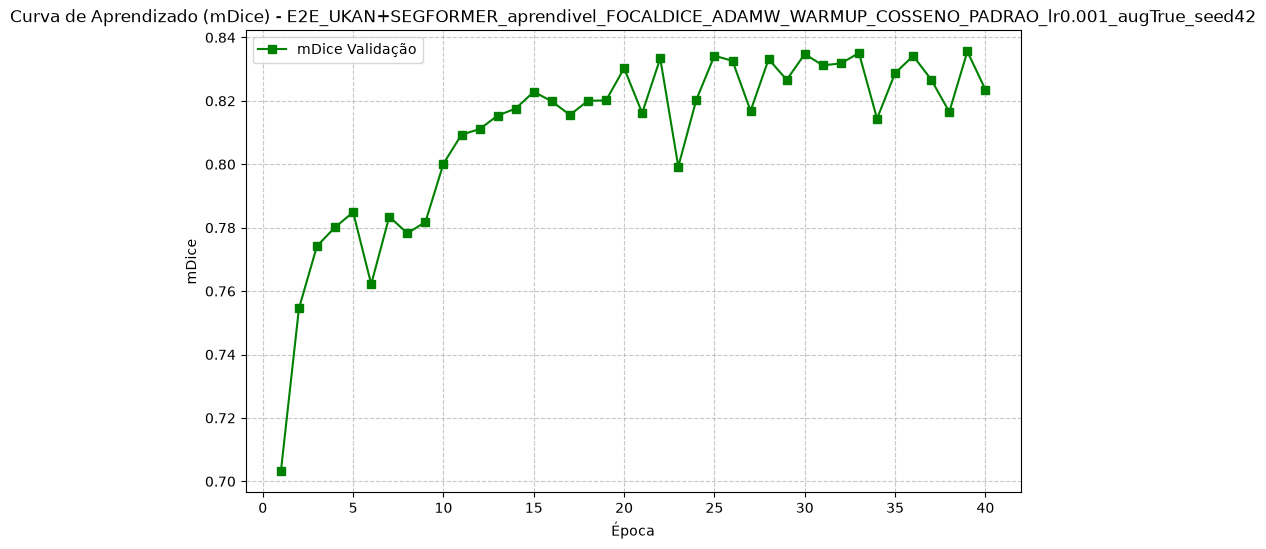 Curva de Aprendizado (mDice) - E2E_UKAN+SEGFORMER_aprendivel_FOCALDICE_ADAMW_WARMUP_COSSENO_PADRAO_lr0.001_augTrue_seed42
mDice Validação
0.84
0.82
0.80
0.78
0.76
0.74
0.72
0.70
mDice
0 5 10 15 20 25 30 35 40
Época